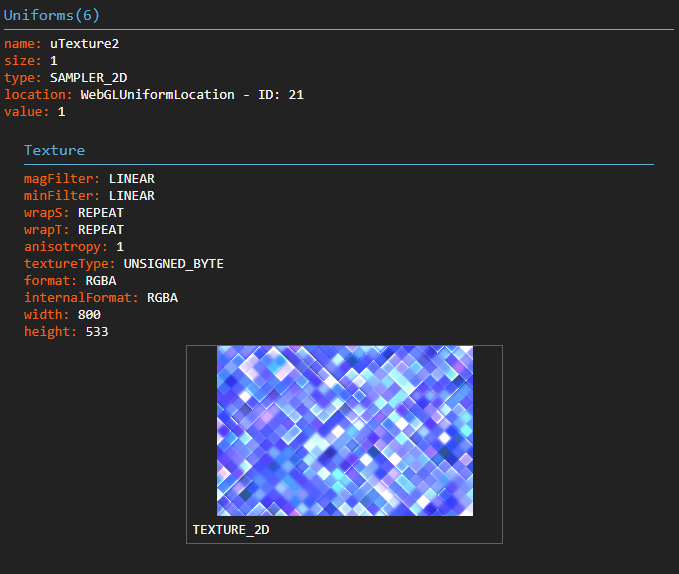 Uniforms(6)
name: uTexture2
size: 1
type: SAMPLER_2D
location: WebGLUniformLocation - ID: 21
value: 1
Texture
magFilter: LINEAR
minFilter: LINEAR
wrapS: REPEAT
wrapT: REPEAT
anisotropy: 1
textureType: UNSIGNED_BYTE
format: RGBA
internalFormat: RGBA
width: 800
height: 533
TEXTURE_2D